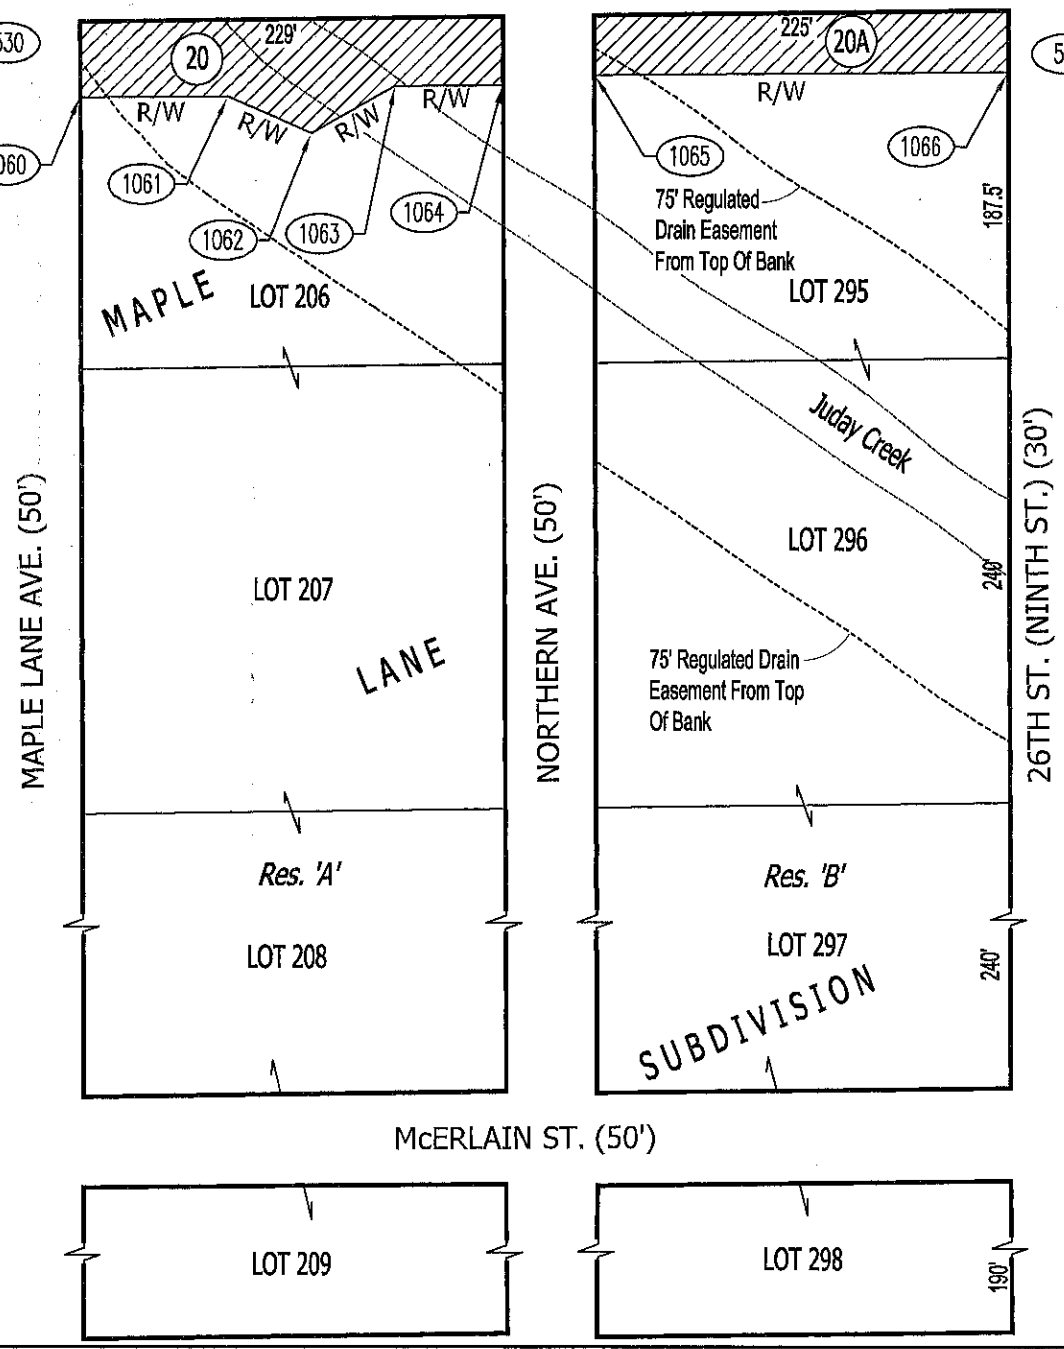 530
20
229'
225'
20A
5
R/W
R/W
R/W
R/W
R/W
060
1061
1062
1063
1064
1065
1066
75' Regulated
Drain Easement
From Top Of Bank
187.5'
MAPLE
LOT 206
LOT 295
Juday Creek
MAPLE LANE AVE. (50')
NORTHERN AVE. (50')
26TH ST. (NINTH ST.) (30')
LOT 207
LOT 296
240'
LANE
75' Regulated Drain
Easement From Top
Of Bank
Res. 'A'
Res. 'B'
LOT 208
LOT 297
240'
SUBDIVISION
McERLAIN ST. (50')
LOT 209
LOT 298
190'